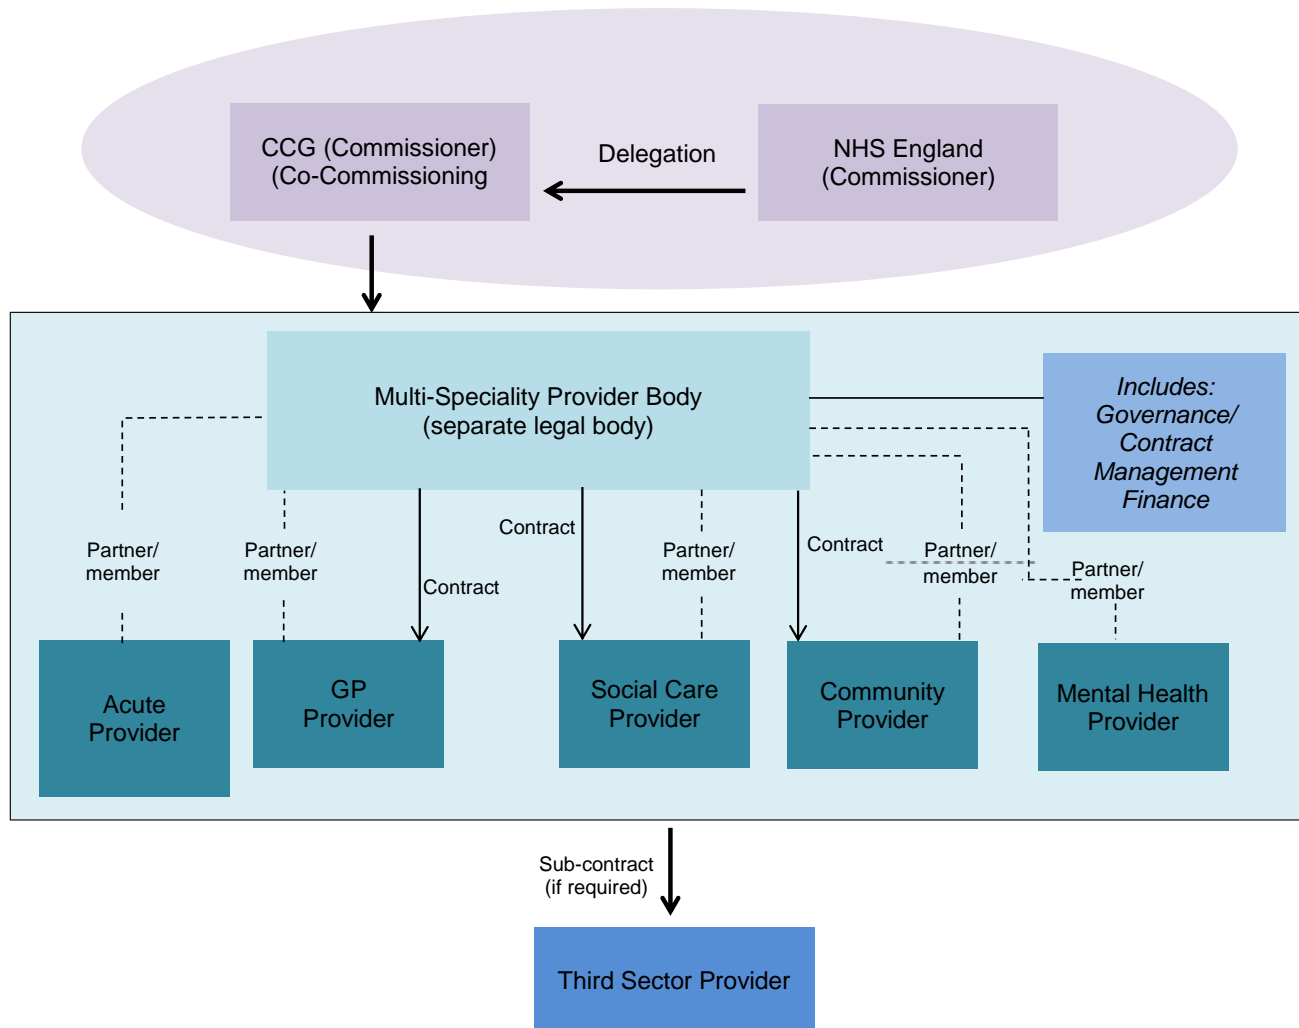 CCG (Commissioner)
(Co-Commissioning
Delegation
NHS England
(Commissioner)
Multi-Speciality Provider Body
(separate legal body)
Includes:
Governance/
Contract
Management
Finance
Partner/
member
Partner/
member
Contract
Contract
Partner/
member
Contract
Partner/
member
Partner/
member
Acute
Provider
GP
Provider
Social Care
Provider
Community
Provider
Mental Health
Provider
Sub-contract
(if required)
Third Sector Provider